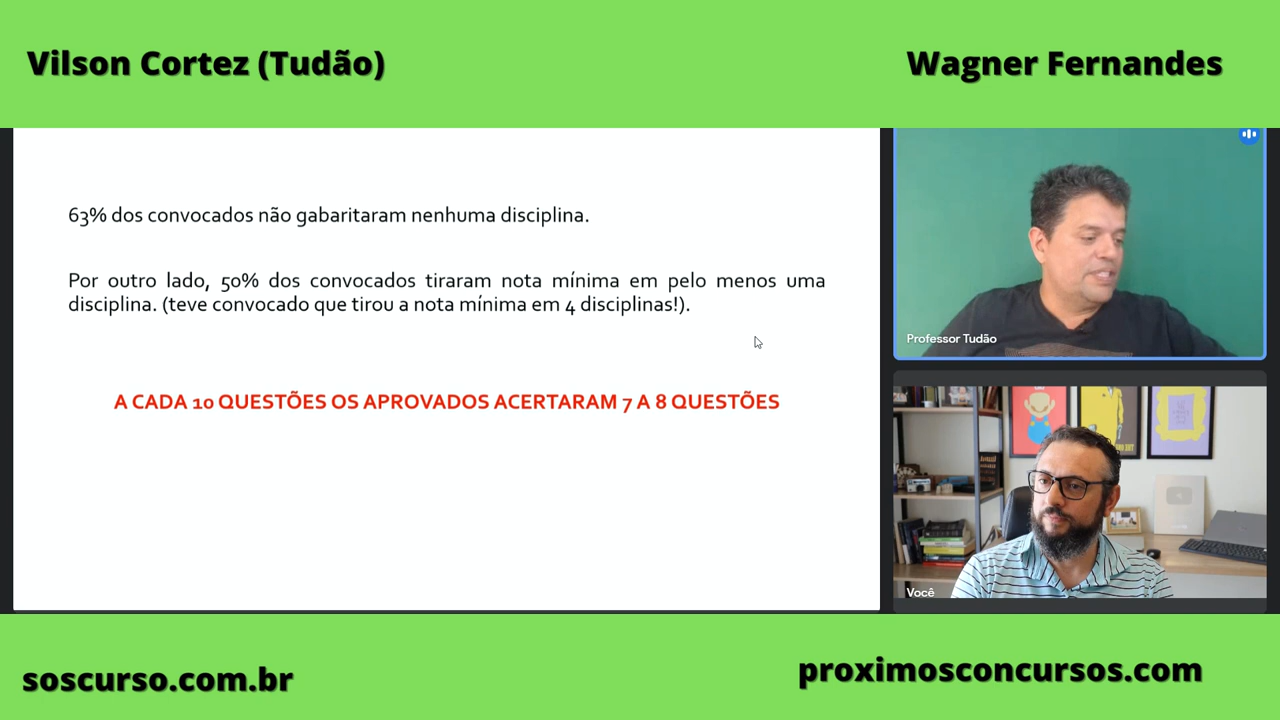 Vilson Cortez (Tudão)
Wagner Fernandes
63% dos convocados não gabaritaram nenhuma disciplina.
Por outro lado, 50% dos convocados tiraram nota mínima em pelo menos uma
disciplina. (teve convocado que tirou a nota mínima em 4 disciplinas!).
A CADA 10 QUESTÕES OS APROVADOS ACERTARAM 7 A 8 QUESTÕES
Professor Tudão
Você
soscurso.com.br
proximosconcursos.com